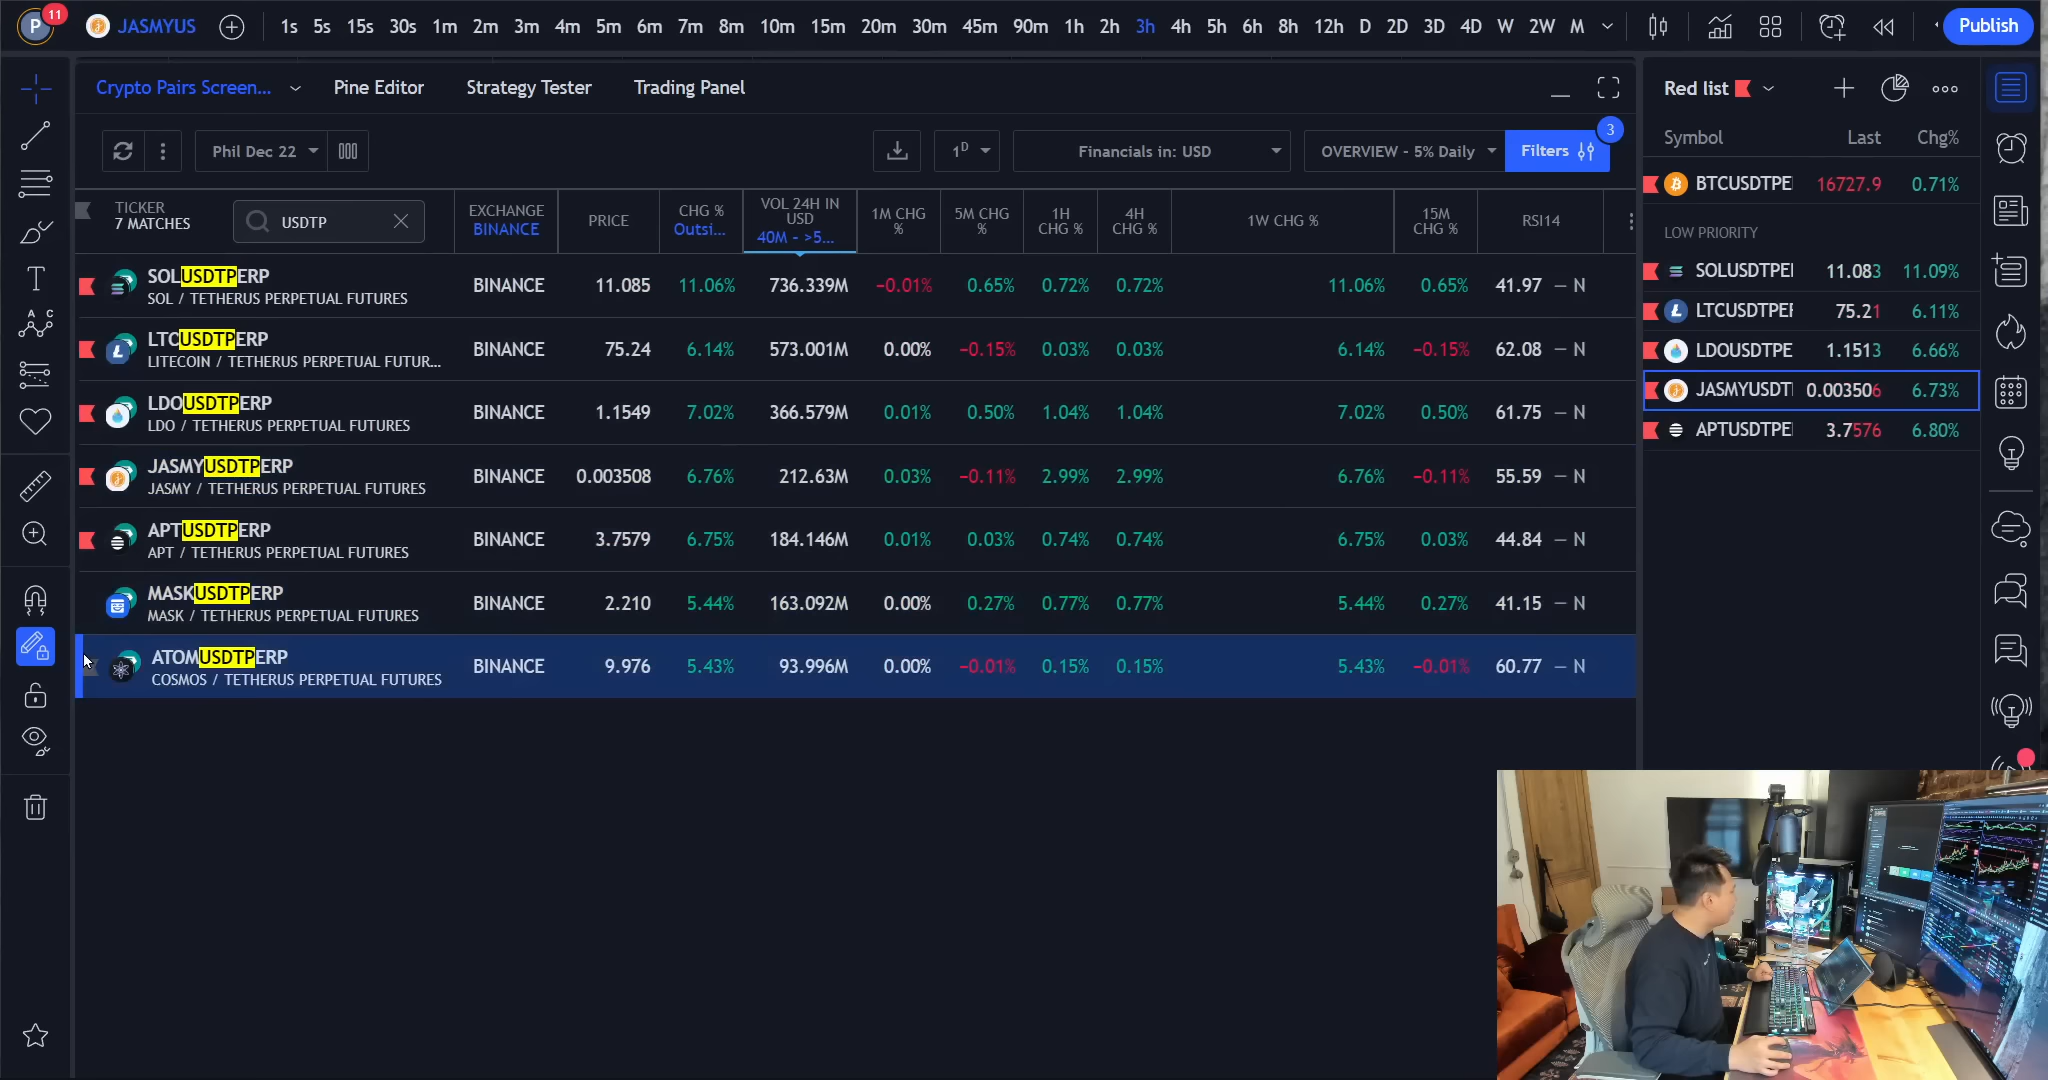 P 11 JASMYUS 1s 5s 15s 30s 1m 2m 3m 4m 5m 6m 7m 8m 10m 15m 20m 30m 45m 90m 1h 2h 3h 4h 5h 6h 8h 12h D 2D 3D 4D W 2W M Publish
Crypto Pairs Screen... Pine Editor Strategy Tester Trading Panel
Phil Dec 22 1D Financials in: USD OVERVIEW - 5% Daily Filters 3
TICKER
7 MATCHES
USDTP
EXCHANGE
BINANCE
PRICE
CHG %
Outsi...
VOL 24H IN
USD
40M - >5...
1M CHG
%
5M CHG
%
1H
CHG %
4H
CHG %
1W CHG %
15M
CHG %
RSI14
SOLUSDTPERP BINANCE 11.085 11.06% 736.339M −0.01% 0.65% 0.72% 0.72% 11.06% 0.65% 41.97 — N
SOL / TETHERUS PERPETUAL FUTURES
LTCUSDTPERP BINANCE 75.24 6.14% 573.001M 0.00% −0.15% 0.03% 0.03% 6.14% −0.15% 62.08 — N
LITECOIN / TETHERUS PERPETUAL FUTUR...
LDOUSDTPERP BINANCE 1.1549 7.02% 366.579M 0.01% 0.50% 1.04% 1.04% 7.02% 0.50% 61.75 — N
LDO / TETHERUS PERPETUAL FUTURES
JASMYUSDTPERP BINANCE 0.003508 6.76% 212.63M 0.03% −0.11% 2.99% 2.99% 6.76% −0.11% 55.59 — N
JASMY / TETHERUS PERPETUAL FUTURES
APTUSDTPERP BINANCE 3.7579 6.75% 184.146M 0.01% 0.03% 0.74% 0.74% 6.75% 0.03% 44.84 — N
APT / TETHERUS PERPETUAL FUTURES
MASKUSDTPERP BINANCE 2.210 5.44% 163.092M 0.00% 0.27% 0.77% 0.77% 5.44% 0.27% 41.15 — N
MASK / TETHERUS PERPETUAL FUTURES
ATOMUSDTPERP BINANCE 9.976 5.43% 93.996M 0.00% −0.01% 0.15% 0.15% 5.43% −0.01% 60.77 — N
COSMOS / TETHERUS PERPETUAL FUTURES
Red list
Symbol Last Chg%
BTCUSDTPE 16727.9 0.71%
LOW PRIORITY
SOLUSDTPE 11.083 11.09%
LTCUSDTPE 75.21 6.11%
LDOUSDTPE 1.1513 6.66%
JASMYUSDT 0.003506 6.73%
APTUSDTPE 3.7576 6.80%